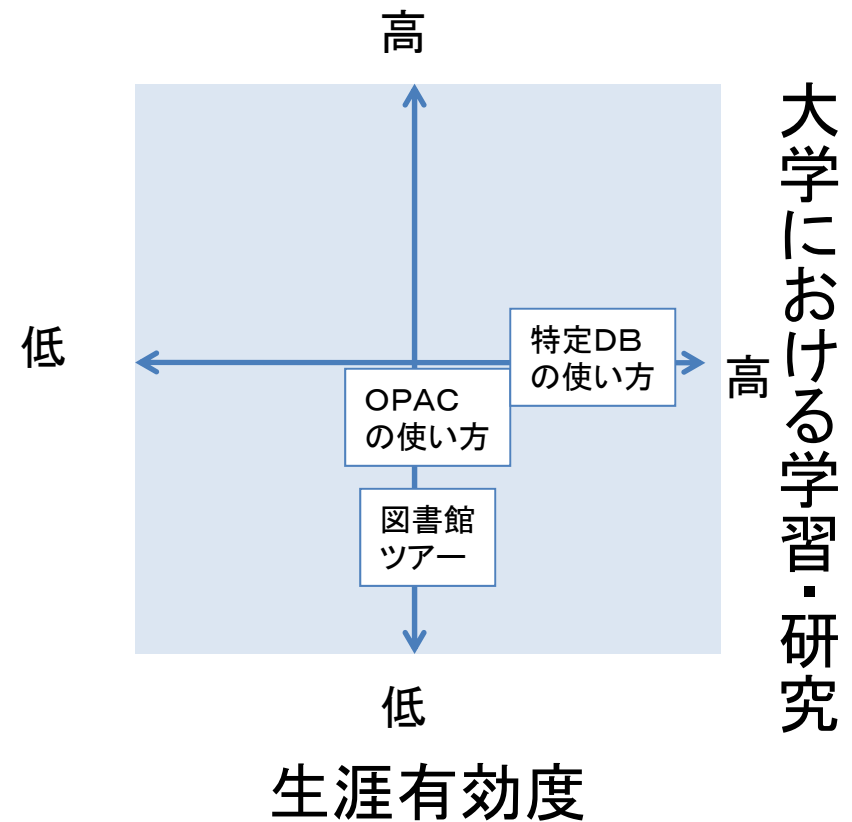 高
低
特定DB
の使い方
高
OPAC
の使い方
図書館
ツアー
低
生涯有効度
大学における学習・研究